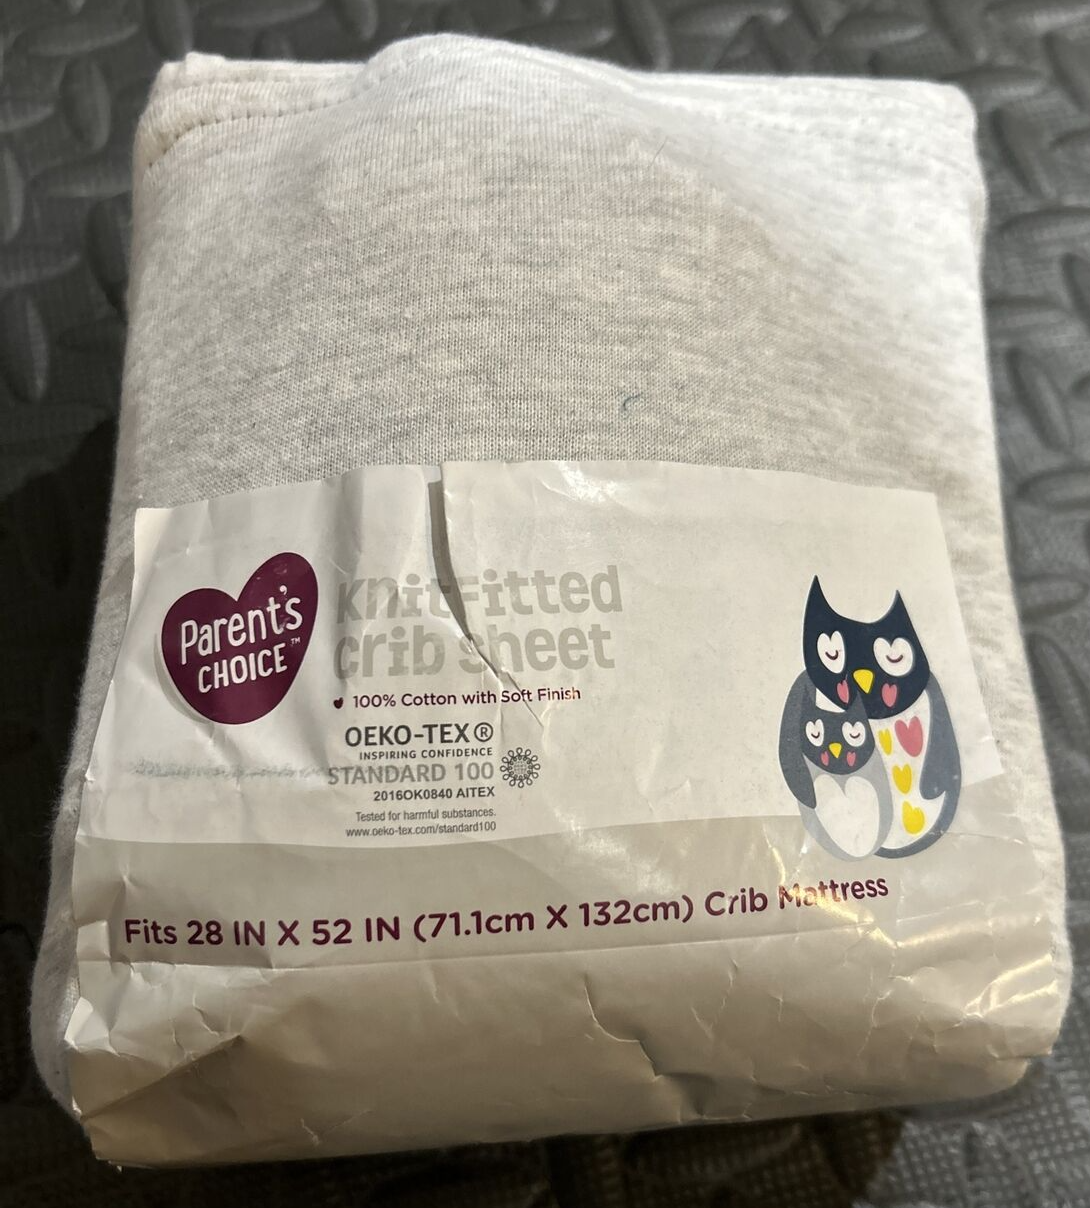 Parent's
CHOICE™
Knit Fitted
crib sheet
100% Cotton with Soft Finish
OEKO-TEX®
INSPIRING CONFIDENCE
STANDARD 100
2016OK0840 AITEX
Tested for harmful substances.
www.oeko-tex.com/standard100
Fits 28 IN X 52 IN (71.1cm X 132cm) Crib Mattress